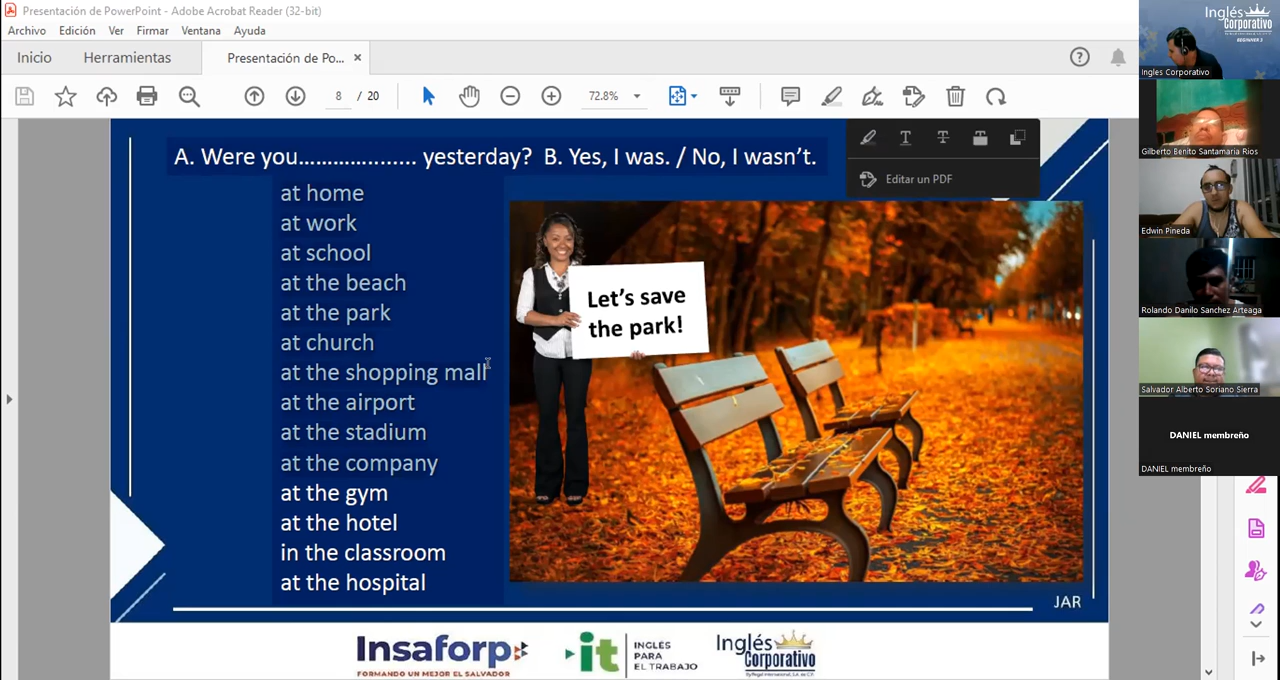 Presentación de PowerPoint - Adobe Acrobat Reader (32-bit)
Archivo Edición Ver Firmar Ventana Ayuda
Inicio Herramientas Presentación de Po... ×
8 / 20 72.8%
Editar un PDF
A. Were you..................... yesterday? B. Yes, I was. / No, I wasn't.
at home
at work
at school
at the beach
at the park
at church
at the shopping mall
at the airport
at the stadium
at the company
at the gym
at the hotel
in the classroom
at the hospital
Let's save
the park!
JAR
Insaforp
FORMANDO UN MEJOR EL SALVADOR
it
INGLÉS
PARA
EL TRABAJO
Inglés
Corporativo
Inglés
Corporativo
BEGINNER 3
Ingles Corporativo
Gilberto Benito Santamaria Rios
Edwin Pineda
Rolando Danilo Sanchez Arteaga
Salvador Alberto Soriano Sierra
DANIEL membreño
DANIEL membreño